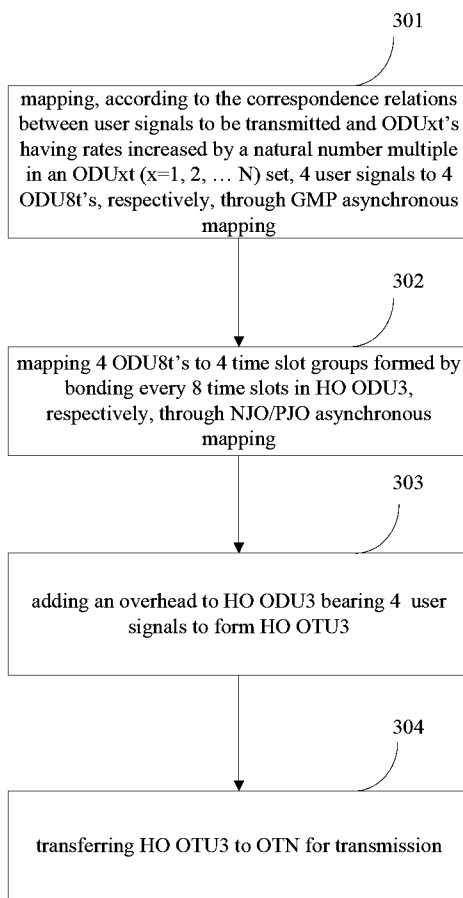 301
mapping, according to the correspondence relations
between user signals to be transmitted and ODUxt's
having rates increased by a natural number multiple
in an ODUxt (x=1, 2, … N) set, 4 user signals to 4
ODU8t's, respectively, through GMP asynchronous
mapping
302
mapping 4 ODU8t's to 4 time slot groups formed by
bonding every 8 time slots in HO ODU3,
respectively, through NJO/PJO asynchronous
mapping
303
adding an overhead to HO ODU3 bearing 4 user
signals to form HO OTU3
304
transferring HO OTU3 to OTN for transmission